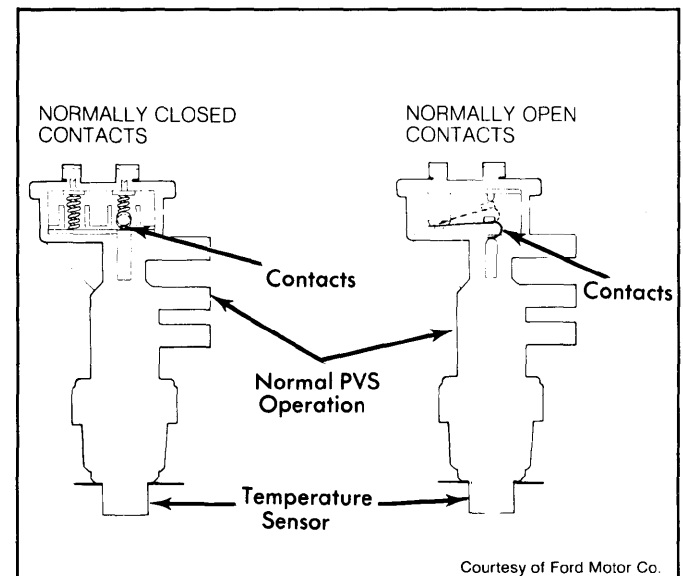 NORMALLY CLOSED
CONTACTS
NORMALLY OPEN
CONTACTS
Contacts
Contacts
Normal PVS
Operation
Temperature
Sensor
Courtesy of Ford Motor Co.